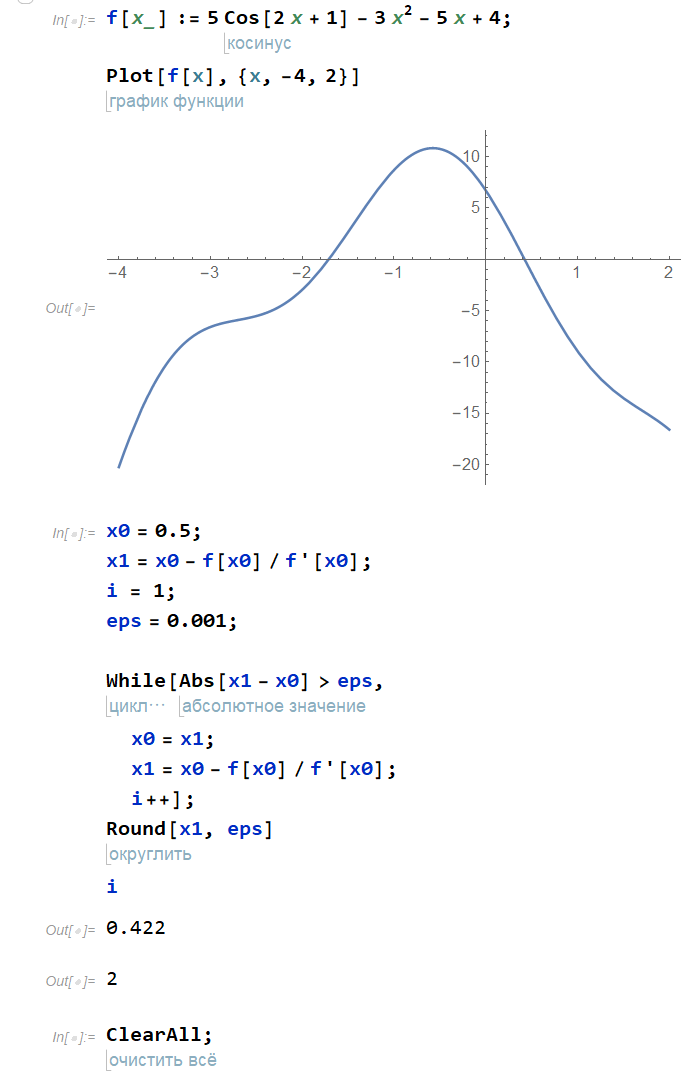 In[∘]:= f[x_] := 5 Cos[2 x + 1] - 3 x² - 5 x + 4;
косинус
Plot[f[x], {x, -4, 2}]
график функции
10
5
-4 -3 -2 -1 1 2
Out[∘]=
-5
-10
-15
-20
In[∘]:= x0 = 0.5;
x1 = x0 - f[x0] / f'[x0];
i = 1;
eps = 0.001;
While[Abs[x1 - x0] > eps,
цикл⋯ абсолютное значение
x0 = x1;
x1 = x0 - f[x0] / f'[x0];
i++];
Round[x1, eps]
округлить
i
Out[∘]= 0.422
Out[∘]= 2
In[∘]:= ClearAll;
очистить всё